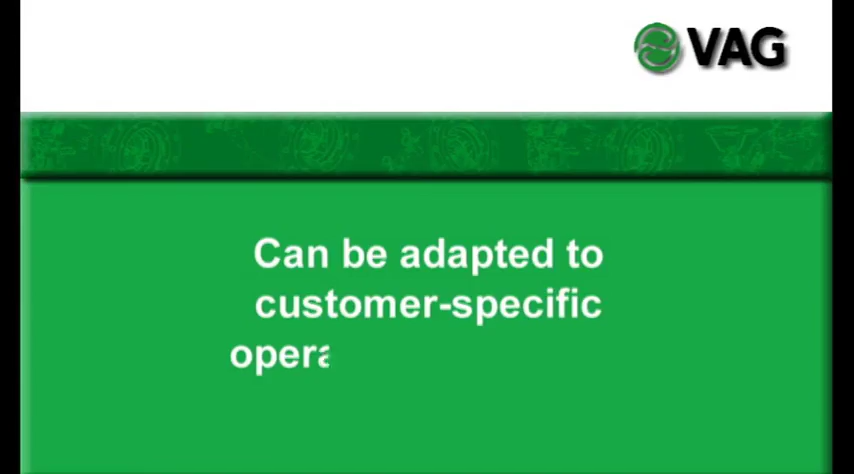 VAG
Can be adapted to
customer-specific
opera